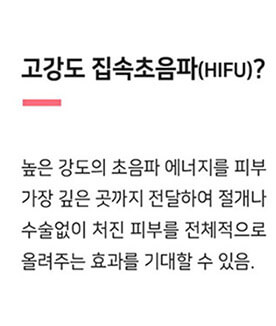 고강도 집속초음파(HIFU)?
높은 강도의 초음파 에너지를 피부
가장 깊은 곳까지 전달하여 절개나
수술없이 처진 피부를 전체적으로
올려주는 효과를 기대할 수 있음.